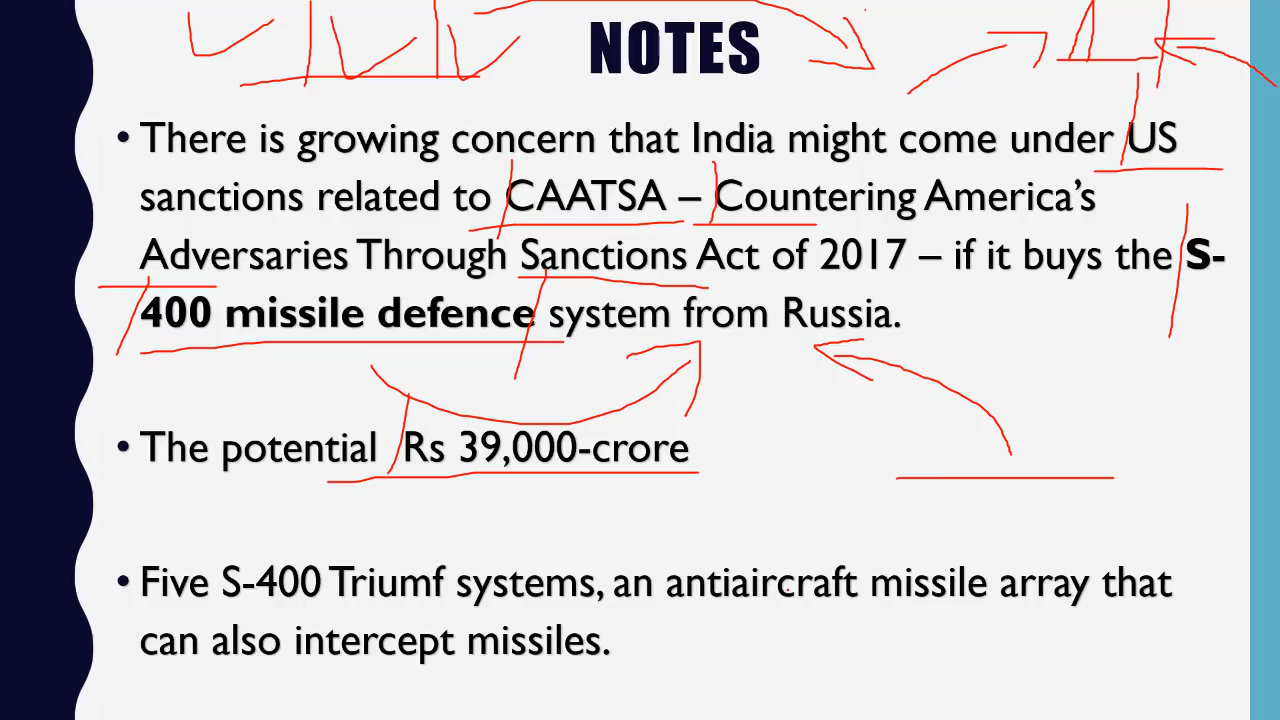 NOTES
• There is growing concern that India might come under US
sanctions related to CAATSA – Countering America's
Adversaries Through Sanctions Act of 2017 – if it buys the S-
400 missile defence system from Russia.
• The potential Rs 39,000-crore
• Five S-400 Triumf systems, an antiaircraft missile array that
can also intercept missiles.